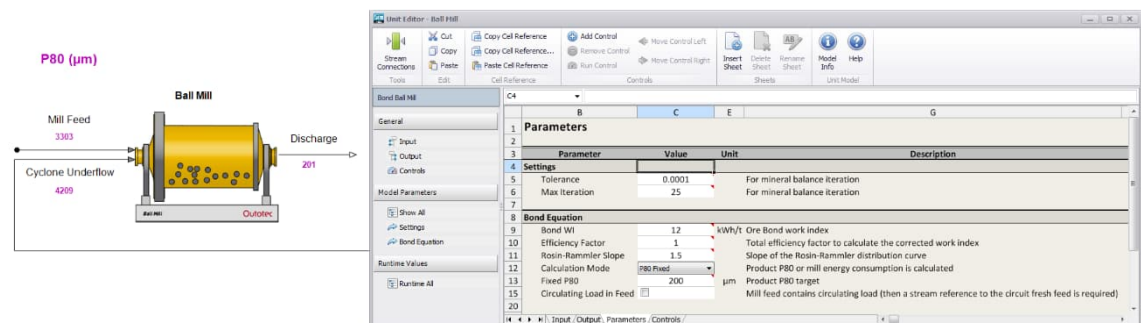 P80 (µm)
Ball Mill
Mill Feed
3303
Cyclone Underflow
4209
Discharge
201
Ball Mill
Outotec
Unit Editor - Ball Mill
Stream Connections
Tools
Cut
Copy
Paste
Edit
Copy Cell Reference
Copy Cell Reference...
Paste Cell Reference
Cell Reference
Add Control
Remove Control
Run Control
Move Control Left
Move Control Right
Controls
Insert Sheet
Delete Sheet
Rename Sheet
Sheets
Model Info
Help
Unit Model
Bond Ball Mill
General
Input
Output
Controls
Model Parameters
Show All
Settings
Bond Equation
Runtime Values
Runtime All
C4
B C E G
1 Parameters
2
3 Parameter Value Unit Description
4 Settings
5 Tolerance 0.0001 For mineral balance iteration
6 Max Iteration 25 For mineral balance iteration
7
8 Bond Equation
9 Bond WI 12 kWh/t Ore Bond work index
10 Efficiency Factor 1 Total efficiency factor to calculate the corrected work index
11 Rosin-Rammler Slope 1.5 Slope of the Rosin-Rammler distribution curve
12 Calculation Mode P80 Fixed Product P80 or mill energy consumption is calculated
13 Fixed P80 200 µm Product P80 target
15 Circulating Load in Feed Mill feed contains circulating load (then a stream reference to the circuit fresh feed is required)
20
Input Output Parameters Controls